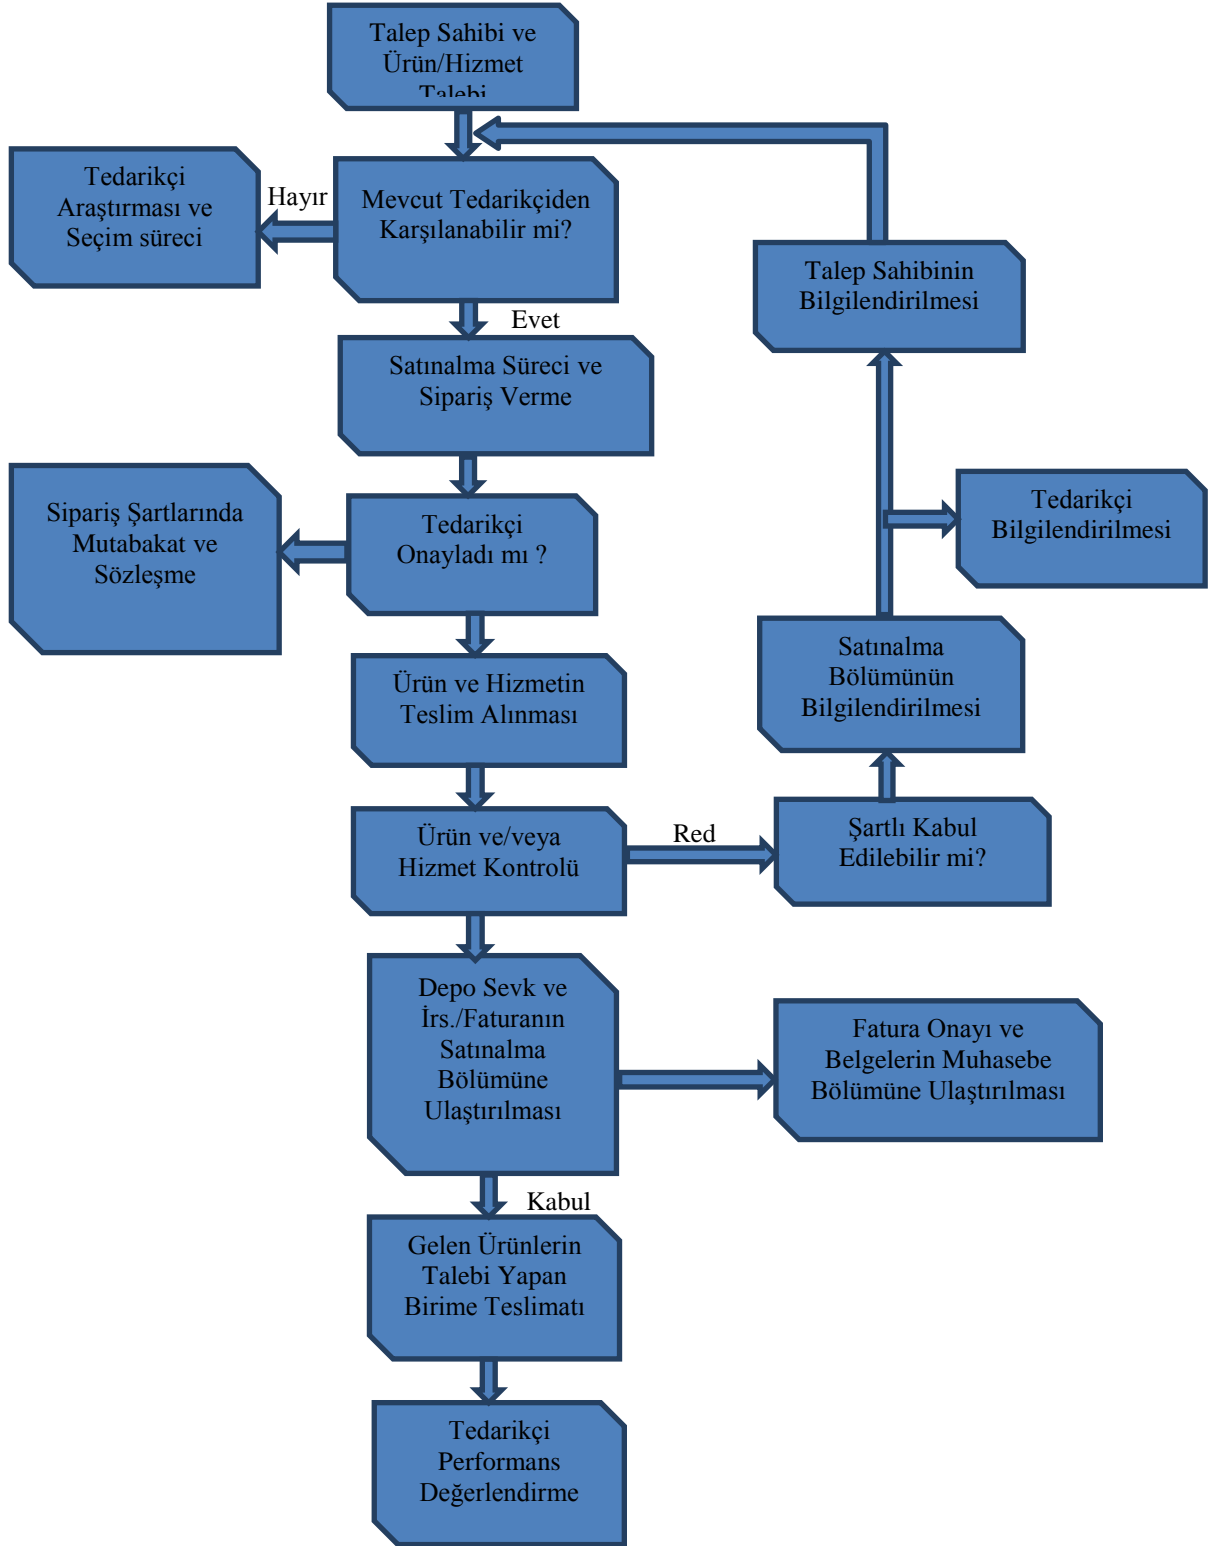 Talep Sahibi ve
Ürün/Hizmet
Talebi
Tedarikçi
Araştırması ve
Seçim süreci
Hayır
Mevcut Tedarikçiden
Karşılanabilir mi?
Talep Sahibinin
Bilgilendirilmesi
Evet
Satınalma Süreci ve
Sipariş Verme
Sipariş Şartlarında
Mutabakat ve
Sözleşme
Tedarikçi
Onayladı mı ?
Tedarikçi
Bilgilendirilmesi
Ürün ve Hizmetin
Teslim Alınması
Satınalma
Bölümünün
Bilgilendirilmesi
Ürün ve/veya
Hizmet Kontrolü
Red
Şartlı Kabul
Edilebilir mi?
Depo Sevk ve
İrs./Faturanın
Satınalma
Bölümüne
Ulaştırılması
Fatura Onayı ve
Belgelerin Muhasebe
Bölümüne Ulaştırılması
Kabul
Gelen Ürünlerin
Talebi Yapan
Birime Teslimatı
Tedarikçi
Performans
Değerlendirme